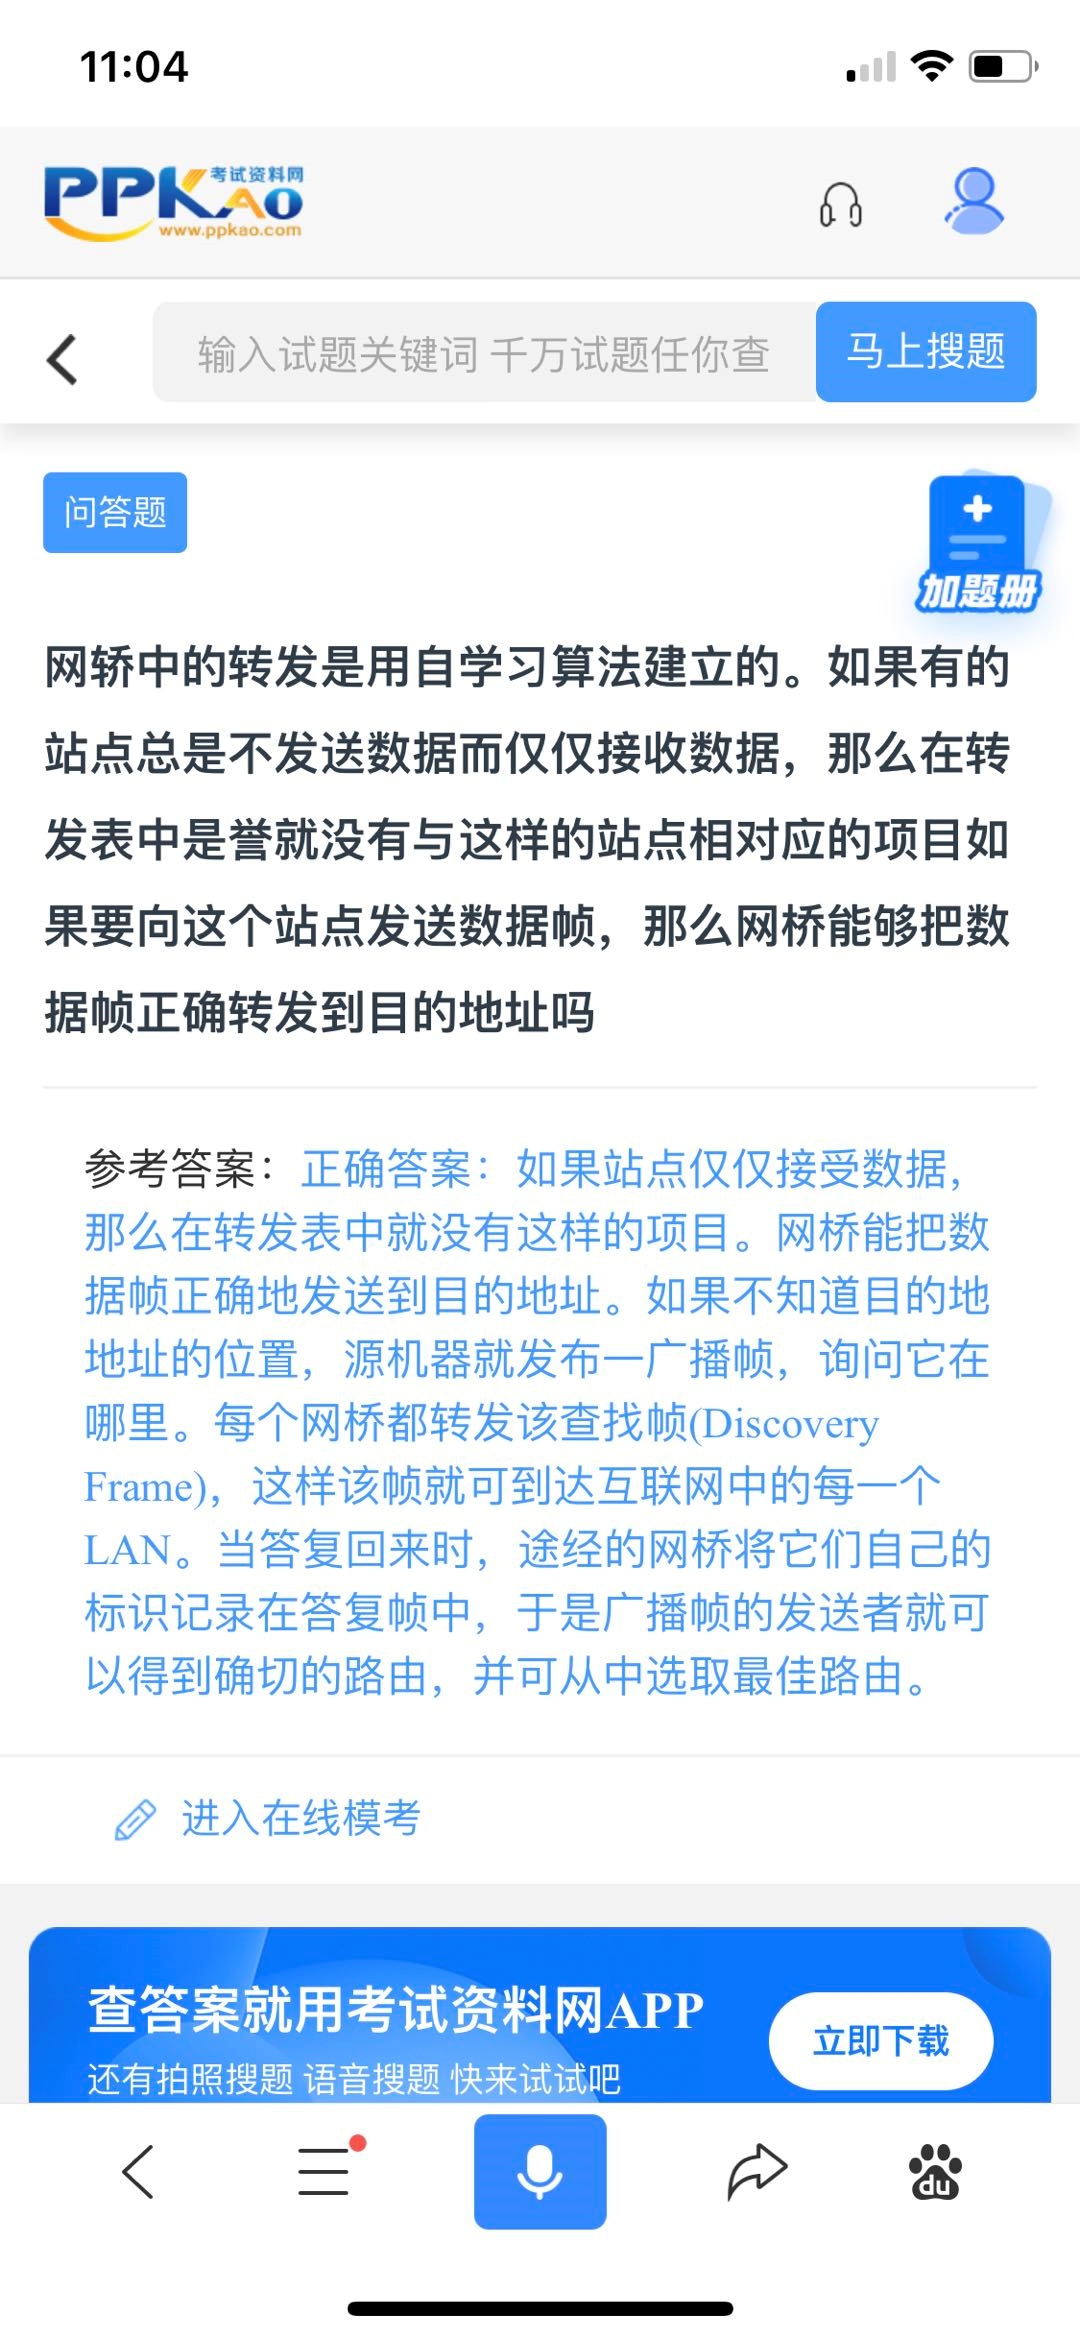 11:04
PPKAO 考试资料网
www.ppkao.com
输入试题关键词 千万试题任你查
马上搜题
问答题
加题册
网轿中的转发是用自学习算法建立的。如果有的
站点总是不发送数据而仅仅接收数据，那么在转
发表中是誉就没有与这样的站点相对应的项目如
果要向这个站点发送数据帧，那么网桥能够把数
据帧正确转发到目的地址吗
参考答案：正确答案：如果站点仅仅接受数据，
那么在转发表中就没有这样的项目。网桥能把数
据帧正确地发送到目的地址。如果不知道目的地
地址的位置，源机器就发布一广播帧，询问它在
哪里。每个网桥都转发该查找帧(Discovery
Frame)，这样该帧就可到达互联网中的每一个
LAN。当答复回来时，途经的网桥将它们自己的
标识记录在答复帧中，于是广播帧的发送者就可
以得到确切的路由，并可从中选取最佳路由。
进入在线模考
查答案就用考试资料网APP
还有拍照搜题 语音搜题 快来试试吧
立即下载
du